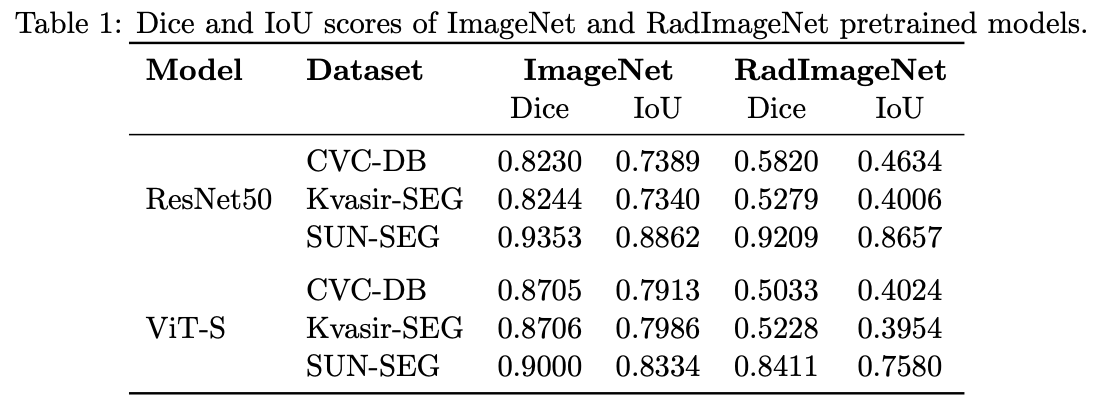 Table 1: Dice and IoU scores of ImageNet and RadImageNet pretrained models.
Model Dataset ImageNet RadImageNet
Dice IoU Dice IoU
CVC-DB 0.8230 0.7389 0.5820 0.4634
ResNet50 Kvasir-SEG 0.8244 0.7340 0.5279 0.4006
SUN-SEG 0.9353 0.8862 0.9209 0.8657
CVC-DB 0.8705 0.7913 0.5033 0.4024
ViT-S Kvasir-SEG 0.8706 0.7986 0.5228 0.3954
SUN-SEG 0.9000 0.8334 0.8411 0.7580